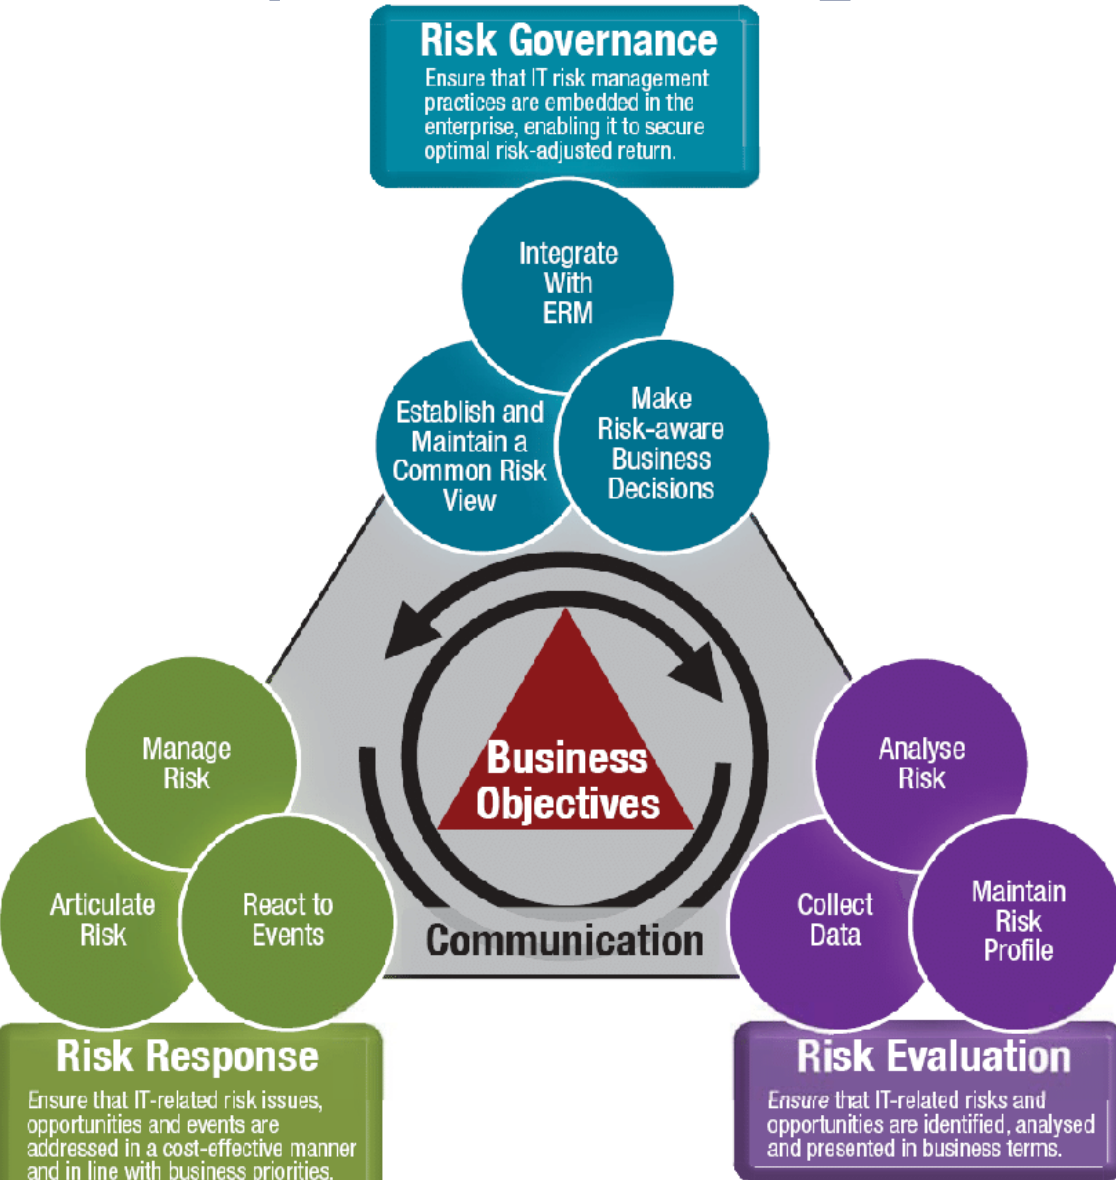 Risk Governance
Ensure that IT risk management
practices are embedded in the
enterprise, enabling it to secure
optimal risk-adjusted return.
Integrate
With
ERM
Establish and
Maintain a
Common Risk
View
Make
Risk-aware
Business
Decisions
Business
Objectives
Communication
Manage
Risk
Articulate
Risk
React to
Events
Analyse
Risk
Collect
Data
Maintain
Risk
Profile
Risk Response
Ensure that IT-related risk issues,
opportunities and events are
addressed in a cost-effective manner
and in line with business priorities.
Risk Evaluation
Ensure that IT-related risks and
opportunities are identified, analysed
and presented in business terms.